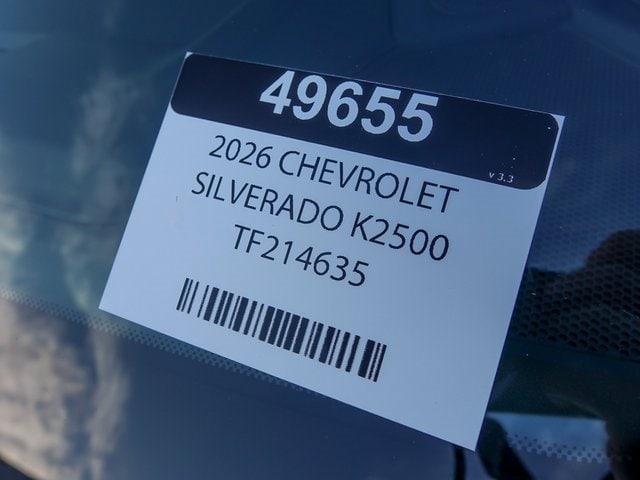 49655
v 3.3
2026 CHEVROLET
SILVERADO K2500
TF214635